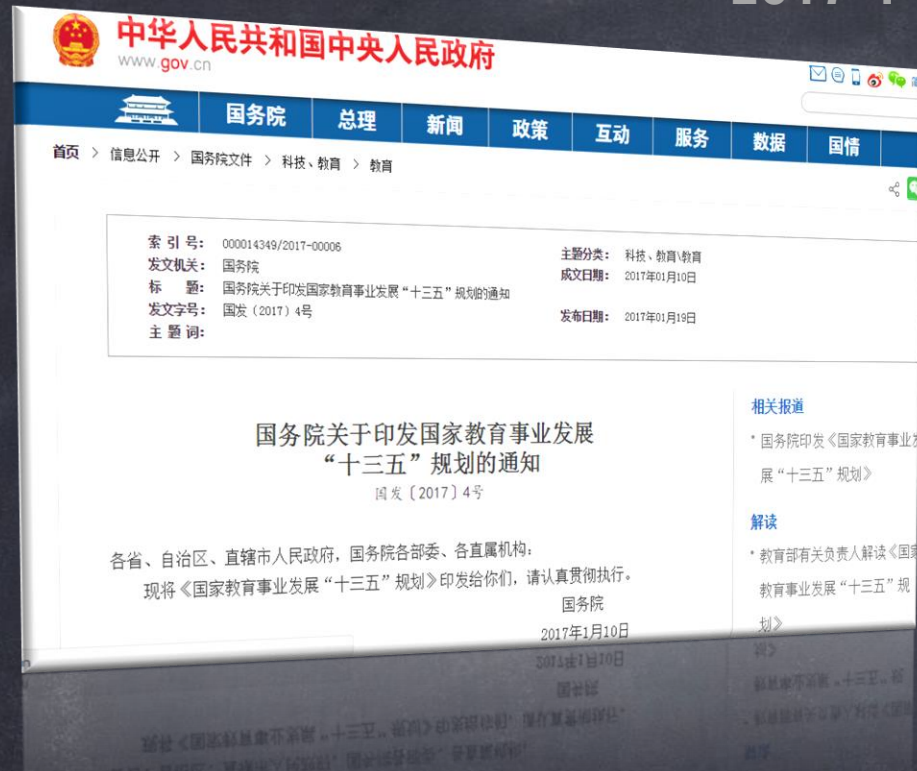 中华人民共和国中央人民政府
www.gov.cn
国务院 总理 新闻 政策 互动 服务 数据 国情
首页 > 信息公开 > 国务院文件 > 科技、教育 > 教育
索 引 号: 000014349/2017-00006 主题分类: 科技、教育\教育
发文机关: 国务院 成文日期: 2017年01月10日
标 题: 国务院关于印发国家教育事业发展“十三五”规划的通知
发文字号: 国发〔2017〕4号 发布日期: 2017年01月19日
主 题 词:
国务院关于印发国家教育事业发展
“十三五”规划的通知
国发〔2017〕4号
各省、自治区、直辖市人民政府，国务院各部委、各直属机构：
现将《国家教育事业发展“十三五”规划》印发给你们，请认真贯彻执行。
国务院
2017年1月10日
相关报道
· 国务院印发《国家教育事业发
展“十三五”规划》
解读
· 教育部有关负责人解读《国家
教育事业发展“十三五”规
划》